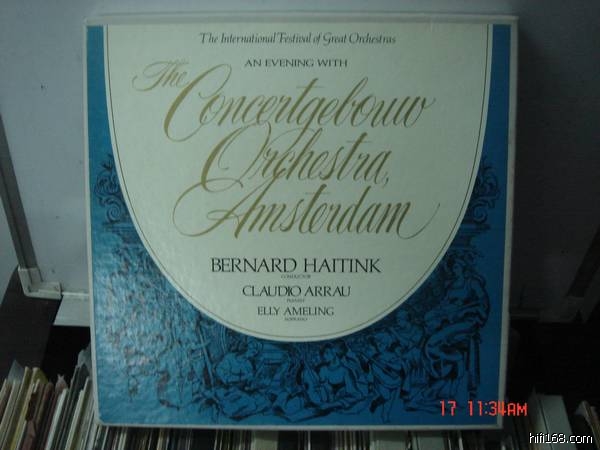 The International Festival of Great Orchestras
AN EVENING WITH
The
Concertgebouw
Orchestra,
Amsterdam
BERNARD HAITINK
CONDUCTOR
CLAUDIO ARRAU
PIANIST
ELLY AMELING
SOPRANO
17 11:34AM
hifi168.com